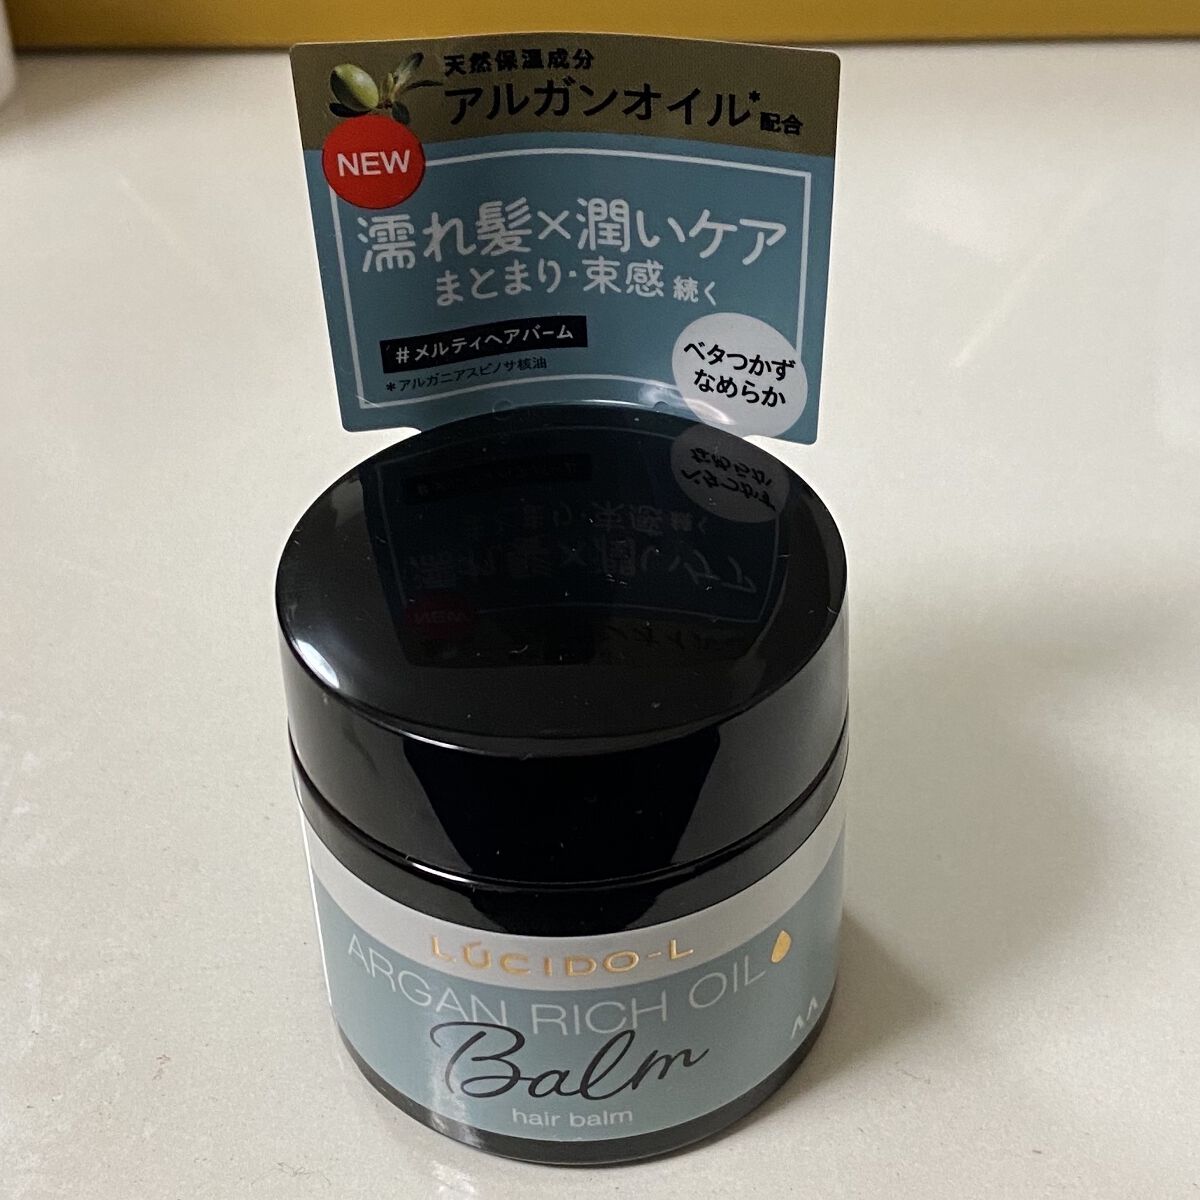 天然保湿成分
アルガンオイル*配合
NEW
濡れ髪×潤いケア
まとまり・束感 続く
#メルティヘアバーム
*アルガニアスピノサ核油
ベタつかず
なめらか
LÚCIDO-L
ARGAN RICH OIL
Balm
hair balm